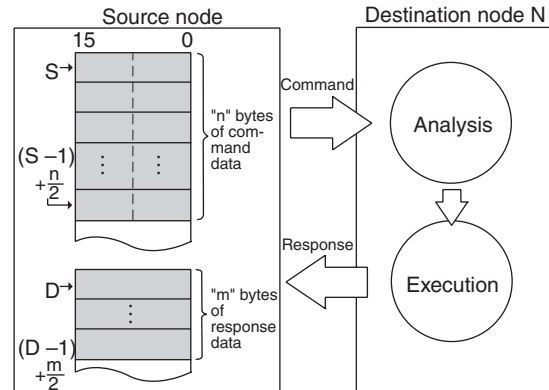 Source node
Destination node N
15 0
S
"n" bytes
of com-
mand
data
(S –1)
+n/2
Command
Analysis
Response
D
"m" bytes
of
response
data
(D –1)
+m/2
Execution